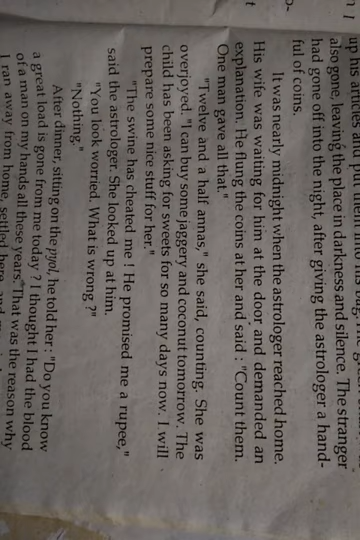 also gone, leaving the place in darkness and silence. The stranger
had gone off into the night, after giving the astrologer a hand-
ful of coins.
It was nearly midnight when the astrologer reached home.
His wife was waiting for him at the door and demanded an
explanation. He flung the coins at her and said : "Count them.
One man gave all that."
"Twelve and a half annas," she said, counting. She was
overjoyed. "I can buy some jaggery and coconut tomorrow. The
child has been asking for sweets for so many days now. I will
prepare some nice stuff for her."
"The swine has cheated me ! He promised me a rupee,"
said the astrologer. She looked up at him.
"You look worried. What is wrong ?"
"Nothing."
After dinner, sitting on the pyol, he told her : "Do you know
a great load is gone from me today ? I thought I had the blood
of a man on my hands all these years. That was the reason why
I ran away from home, settled here